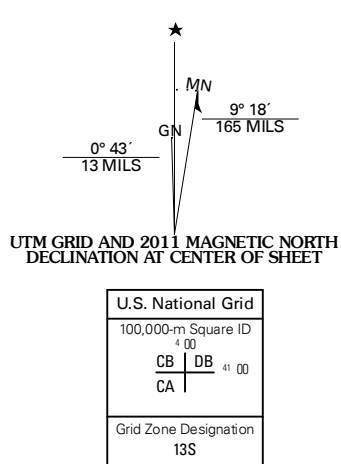 ★
MN
GN
9° 18´
165 MILS
0° 43´
13 MILS
UTM GRID AND 2011 MAGNETIC NORTH
DECLINATION AT CENTER OF SHEET
U.S. National Grid
100,000-m Square ID
4 00
CB DB 41 00
CA
Grid Zone Designation
13S